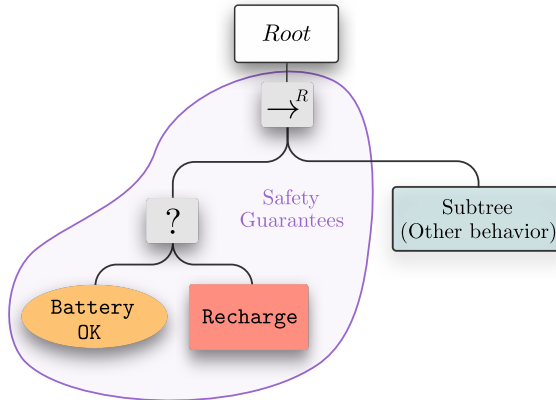 Root
→R
Safety
Guarantees
Subtree
(Other behavior)
?
Battery
OK
Recharge